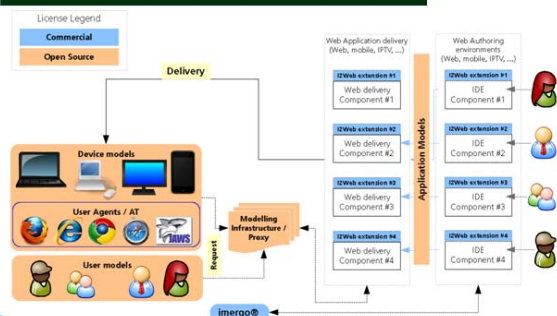 License Legend
Commercial
Open Source
Delivery
Device models
User Agents / AT
JAWS
User models
Request
Modelling
Infrastructure /
Proxy
imergo®
Web Application delivery
(Web, mobile, IPTV, ...)
I2Web extension #1
Web delivery
Component #1
I2Web extension #2
Web delivery
Component #2
I2Web extension #3
Web delivery
Component #3
I2Web extension #4
Web delivery
Component #4
Application Models
Web Authoring
environments
(Web, mobile, IPTV, ...)
I2Web extension #1
IDE
Component #1
I2Web extension #2
IDE
Component #2
I2Web extension #3
IDE
Component #3
I2Web extension #4
IDE
Component #4